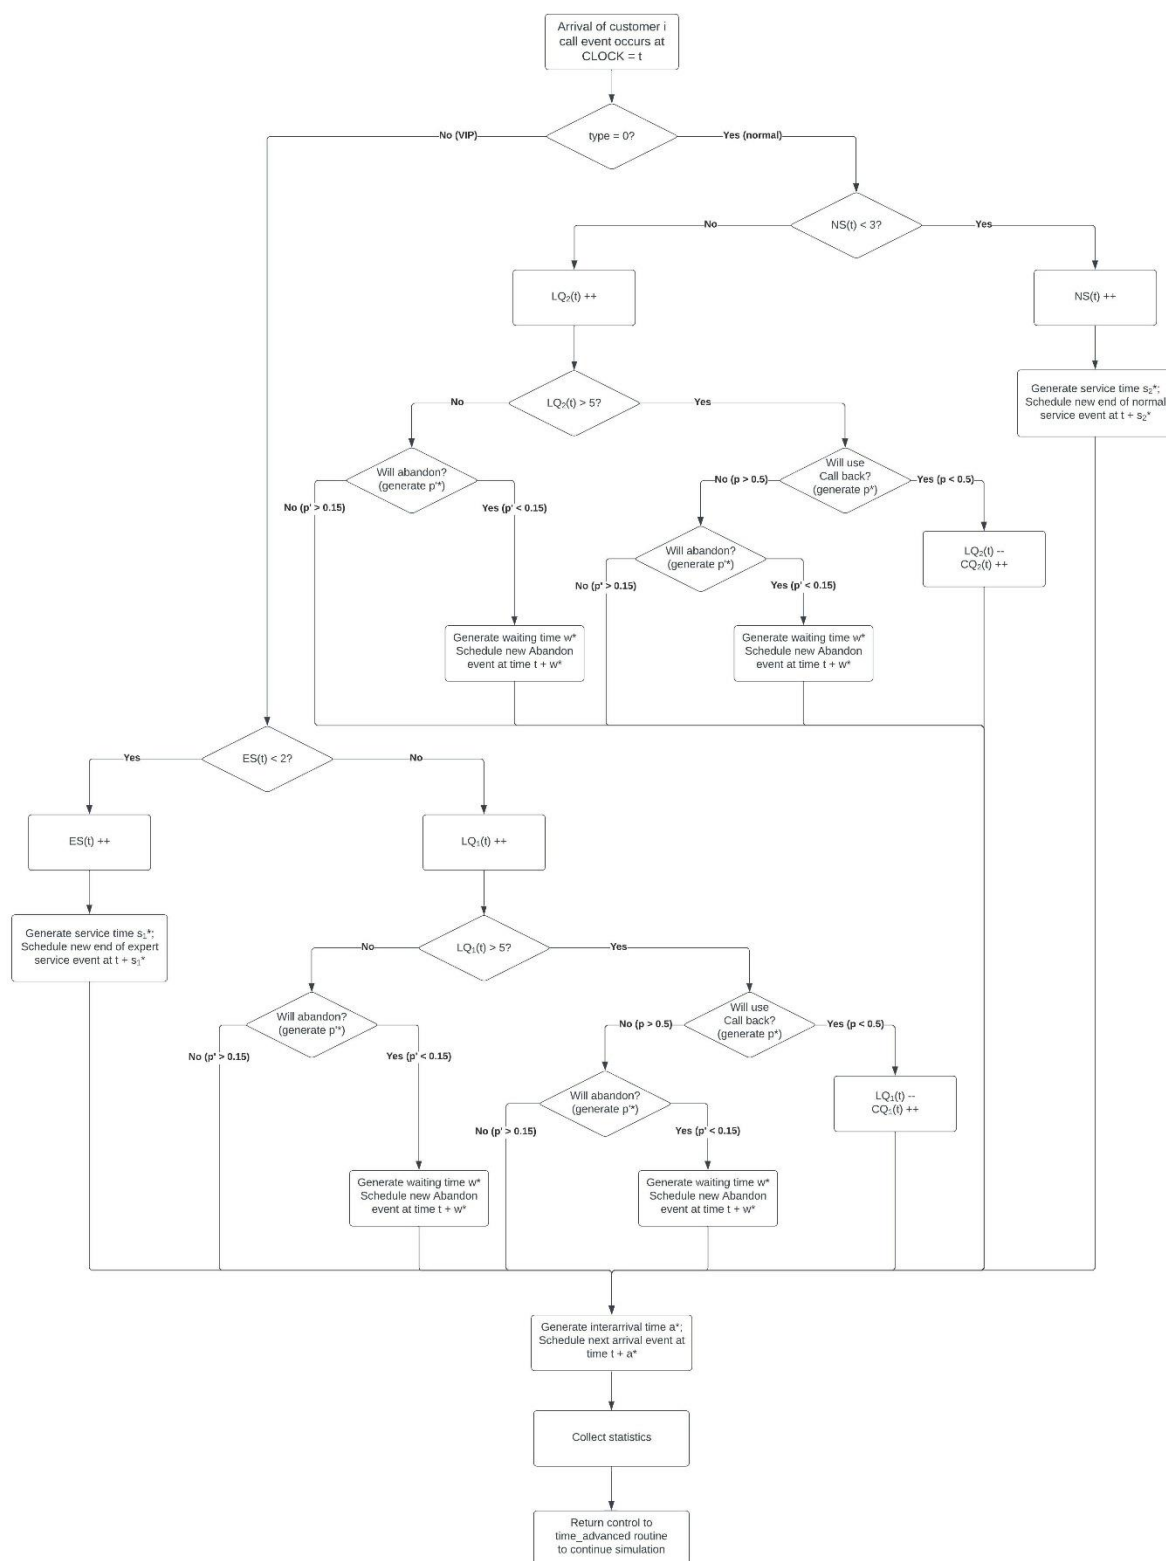 Arrival of customer i
call event occurs at
CLOCK = t
type = 0?
No (VIP)
Yes (normal)
NS(t) < 3?
No
Yes
LQ₂(t) ++
NS(t) ++
LQ₂(t) > 5?
No
Yes
Generate service time s₂*;
Schedule new end of normal
service event at t + s₂*
Will abandon?
(generate p'*)
No (p' > 0.15)
Yes (p' < 0.15)
Will use
Call back?
(generate p*)
No (p > 0.5)
Yes (p < 0.5)
Will abandon?
(generate p'*)
No (p' > 0.15)
Yes (p' < 0.15)
LQ₂(t) --
CQ₂(t) ++
Generate waiting time w*
Schedule new Abandon
event at time t + w*
Generate waiting time w*
Schedule new Abandon
event at time t + w*
ES(t) < 2?
Yes
No
ES(t) ++
LQ₁(t) ++
Generate service time s₁*;
Schedule new end of expert
service event at t + s₁*
LQ₁(t) > 5?
No
Yes
Will abandon?
(generate p'*)
No (p' > 0.15)
Yes (p' < 0.15)
Will use
Call back?
(generate p*)
No (p > 0.5)
Yes (p < 0.5)
Will abandon?
(generate p'*)
No (p' > 0.15)
Yes (p' < 0.15)
LQ₁(t) --
CQ₁(t) ++
Generate waiting time w*
Schedule new Abandon
event at time t + w*
Generate waiting time w*
Schedule new Abandon
event at time t + w*
Generate interarrival time a*;
Schedule next arrival event at
time t + a*
Collect statistics
Return control to
time_advanced routine
to continue simulation